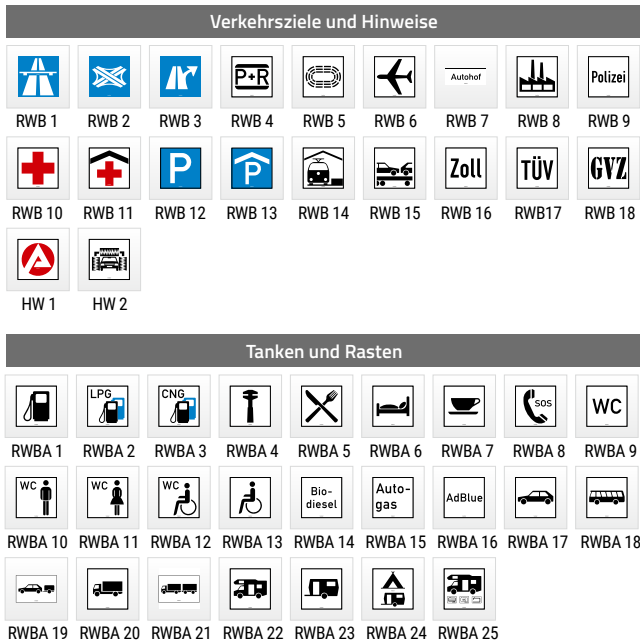 Verkehrsziele und Hinweise
P+R Autohof Polizei
RWB 1 RWB 2 RWB 3 RWB 4 RWB 5 RWB 6 RWB 7 RWB 8 RWB 9
P P Zoll TÜV GVZ
RWB 10 RWB 11 RWB 12 RWB 13 RWB 14 RWB 15 RWB 16 RWB17 RWB 18
HW 1 HW 2
Tanken und Rasten
LPG CNG SOS WC
RWBA 1 RWBA 2 RWBA 3 RWBA 4 RWBA 5 RWBA 6 RWBA 7 RWBA 8 RWBA 9
WC WC WC Bio- Auto- AdBlue
diesel gas
RWBA 10 RWBA 11 RWBA 12 RWBA 13 RWBA 14 RWBA 15 RWBA 16 RWBA 17 RWBA 18
RWBA 19 RWBA 20 RWBA 21 RWBA 22 RWBA 23 RWBA 24 RWBA 25